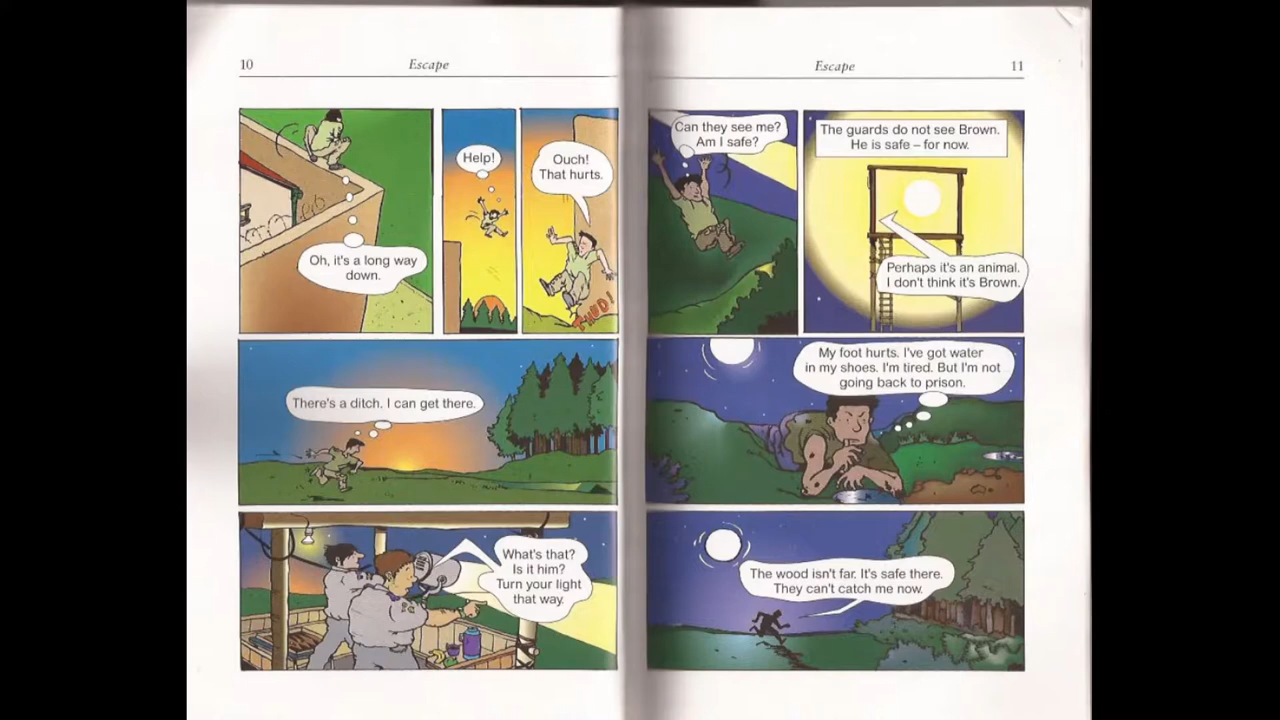 10
Escape
Oh, it's a long way
down.
Help!
Ouch!
That hurts.
THUD!
There's a ditch. I can get there.
What's that?
Is it him?
Turn your light
that way.
Escape
11
Can they see me?
Am I safe?
The guards do not see Brown.
He is safe – for now.
Perhaps it's an animal.
I don't think it's Brown.
My foot hurts. I've got water
in my shoes. I'm tired. But I'm not
going back to prison.
The wood isn't far. It's safe there.
They can't catch me now.